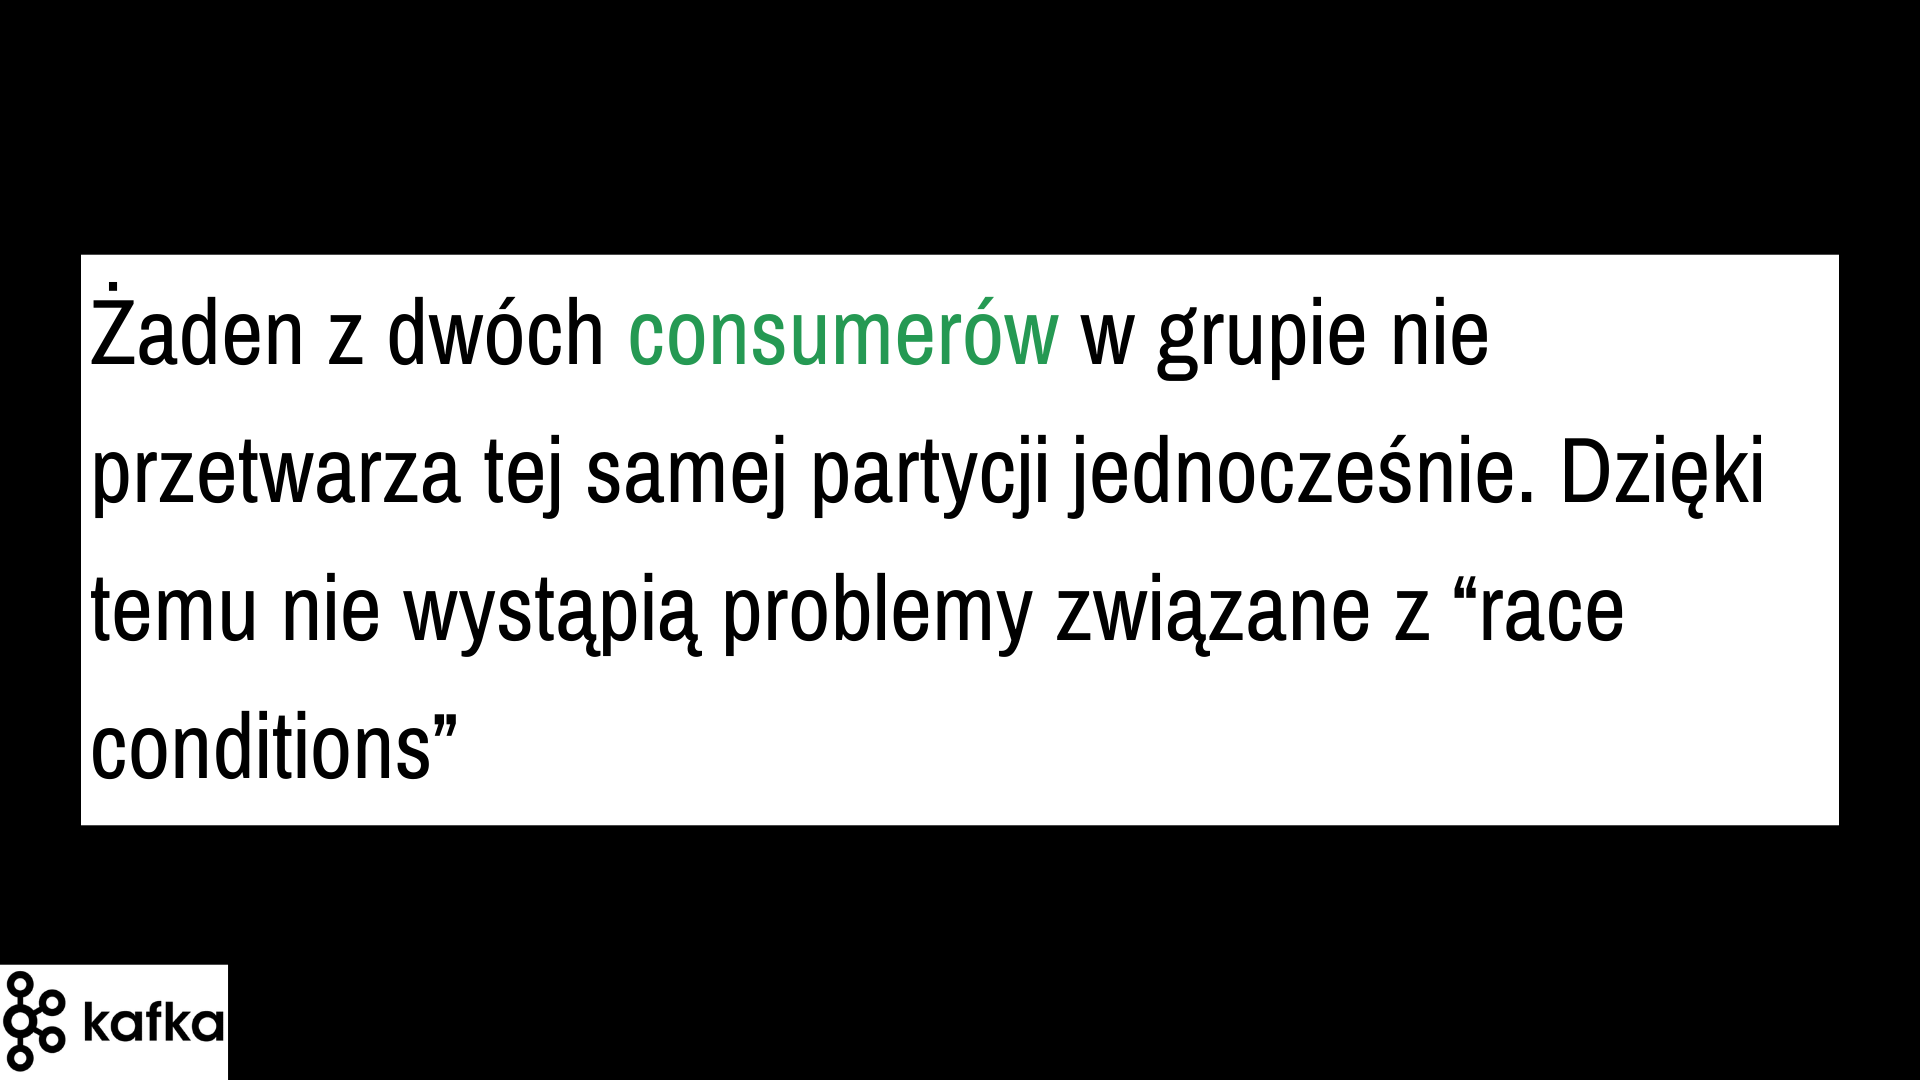 Żaden z dwóch consumerów w grupie nie
przetwarza tej samej partycji jednocześnie. Dzięki
temu nie wystąpią problemy związane z “race
conditions”
kafka